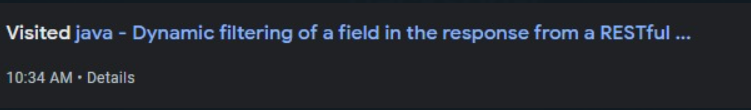 Visited java - Dynamic filtering of a field in the response from a RESTful ...
10:34 AM • Details